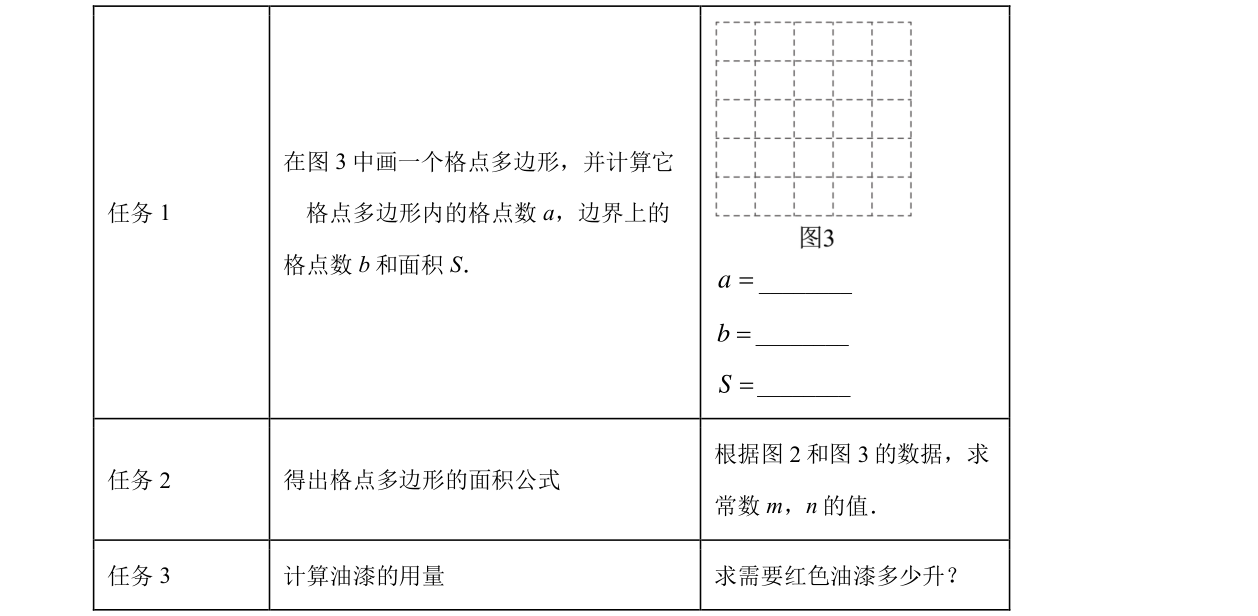 任务 1
在图 3 中画一个格点多边形，并计算它
格点多边形内的格点数 a，边界上的
格点数 b 和面积 S．
图3
a = ________
b = ________
S = ________
任务 2
得出格点多边形的面积公式
根据图 2 和图 3 的数据，求
常数 m，n 的值．
任务 3
计算油漆的用量
求需要红色油漆多少升？